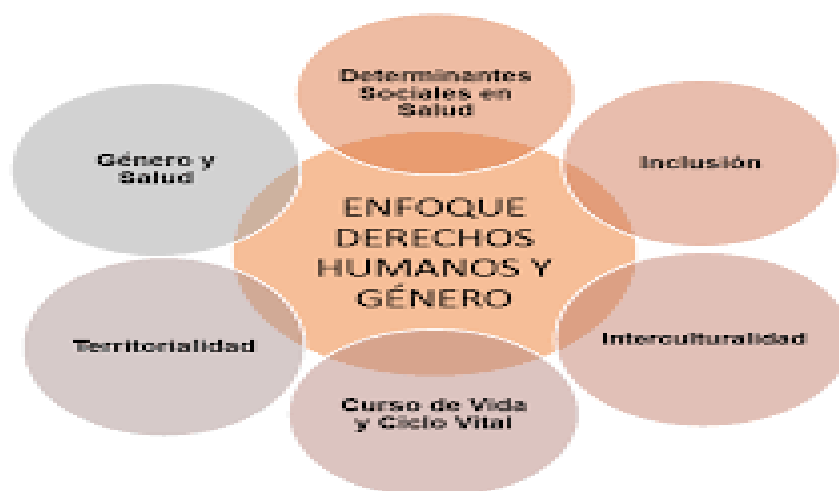 Determinantes
Sociales en
Salud
Género y
Salud
Inclusión
ENFOQUE
DERECHOS
HUMANOS Y
GÉNERO
Territorialidad
Interculturalidad
Curso de Vida
y Ciclo Vital